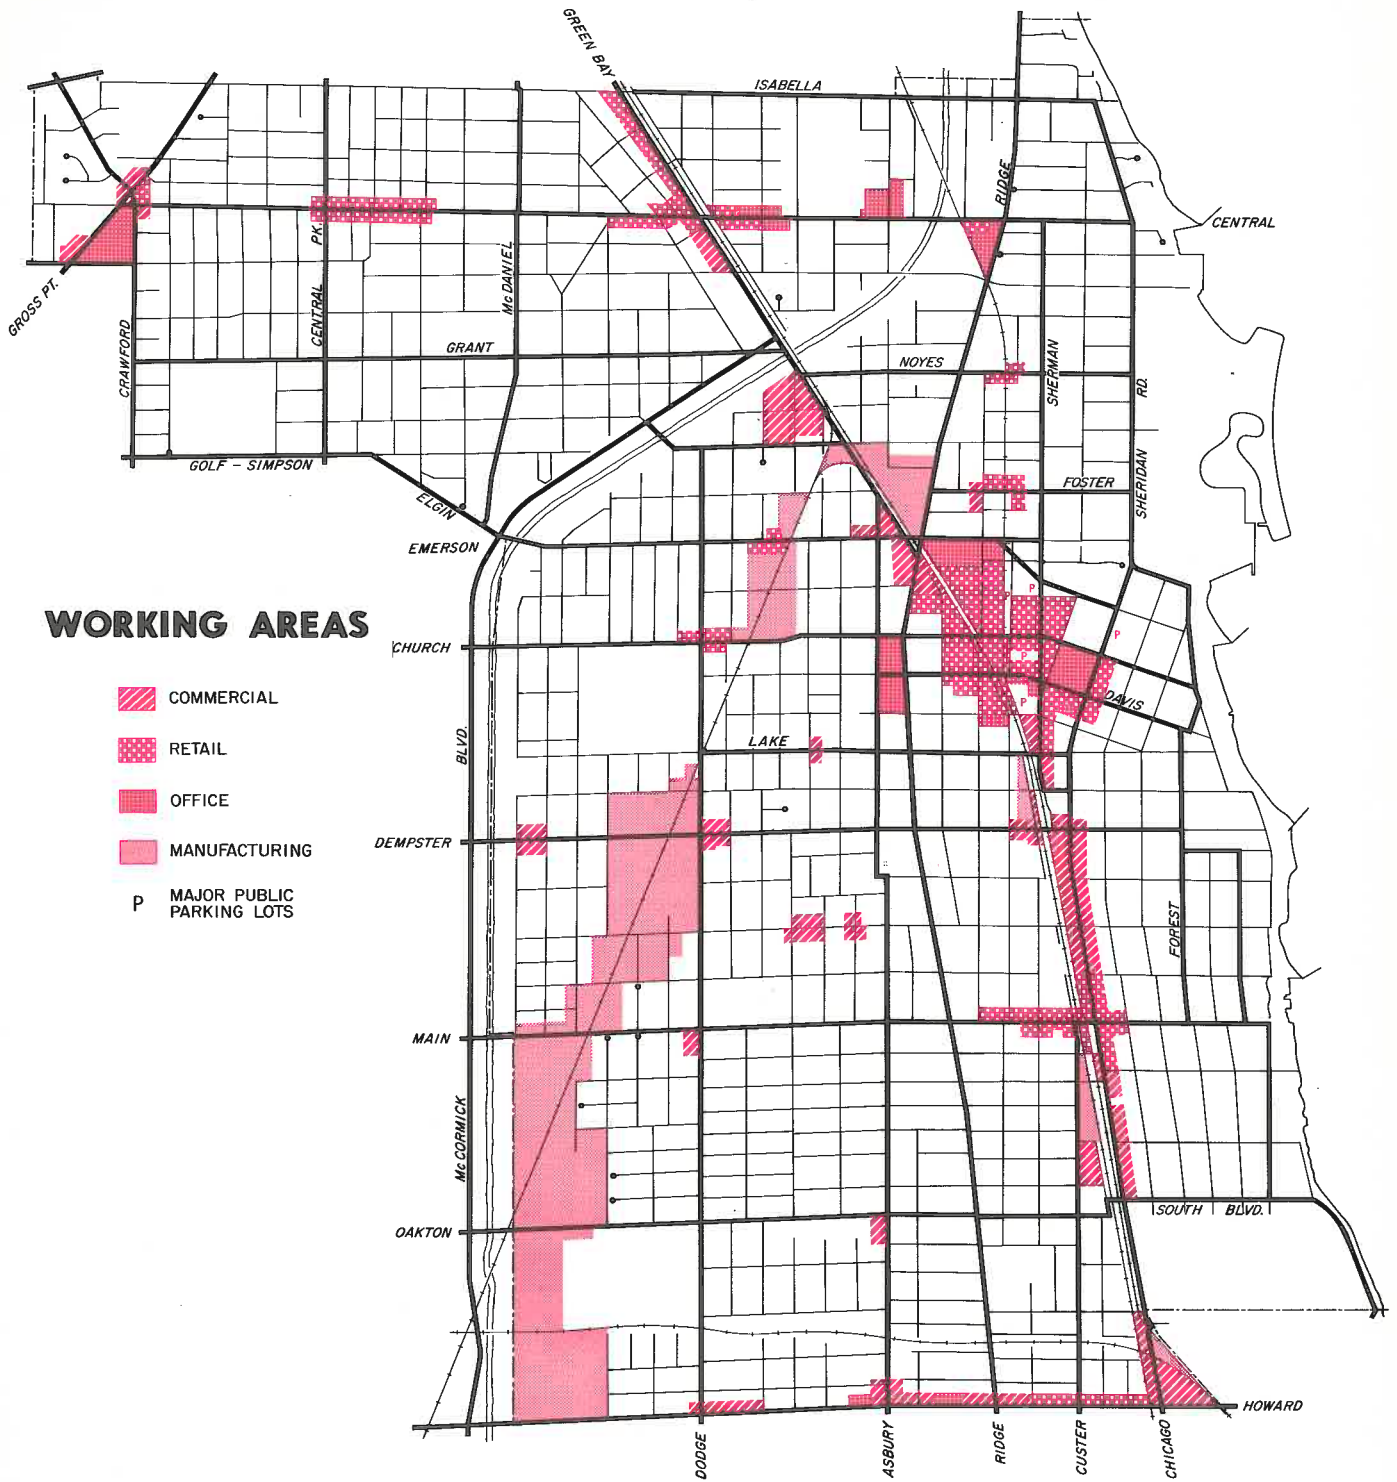 GREEN BAY
ISABELLA
RIDGE
CENTRAL
PK.
McDANIEL
GROSS PT.
CENTRAL
CRAWFORD
GRANT
NOYES
SHERMAN
RD.
GOLF – SIMPSON
SHERIDAN
FOSTER
ELGIN
EMERSON
WORKING AREAS
CHURCH
COMMERCIAL
RETAIL
OFFICE
MANUFACTURING
P MAJOR PUBLIC
PARKING LOTS
P
P
P
P
P
DAVIS
BLVD.
LAKE
DEMPSTER
FOREST
MAIN
McCORMICK
OAKTON
SOUTH BLVD.
HOWARD
DODGE
ASBURY
RIDGE
CUSTER
CHICAGO